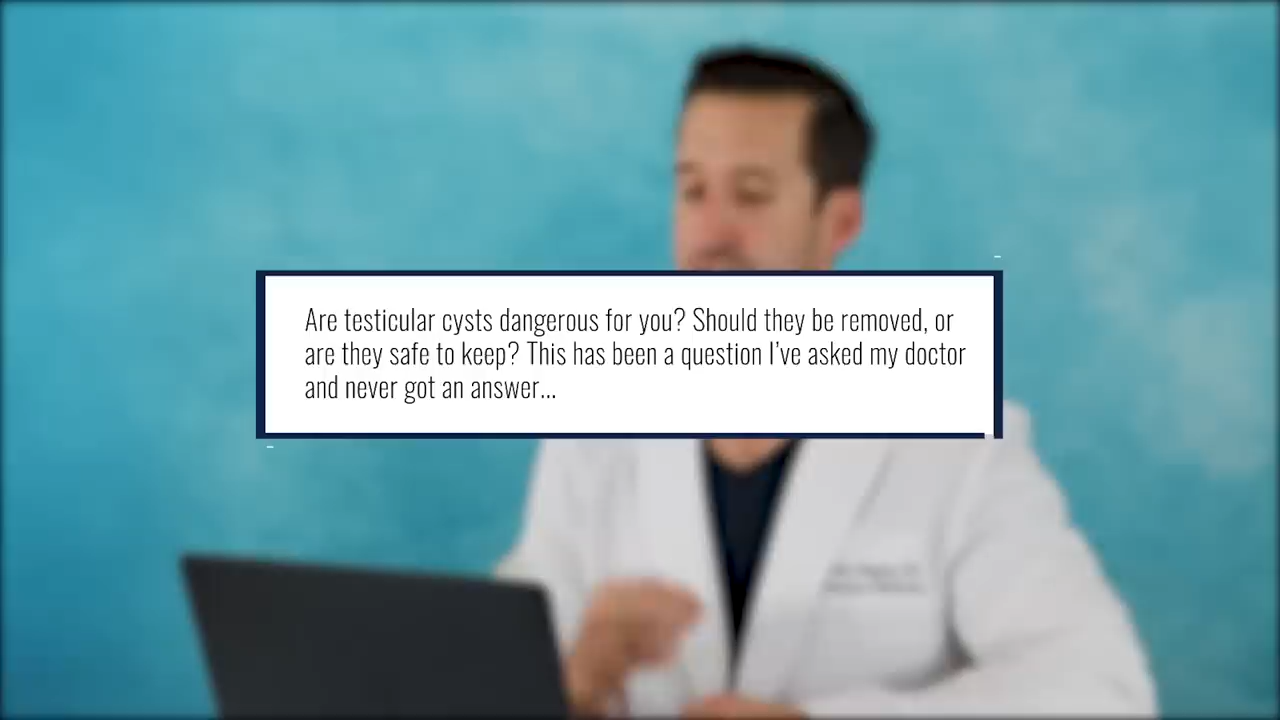 Are testicular cysts dangerous for you? Should they be removed, or
are they safe to keep? This has been a question I've asked my doctor
and never got an answer...